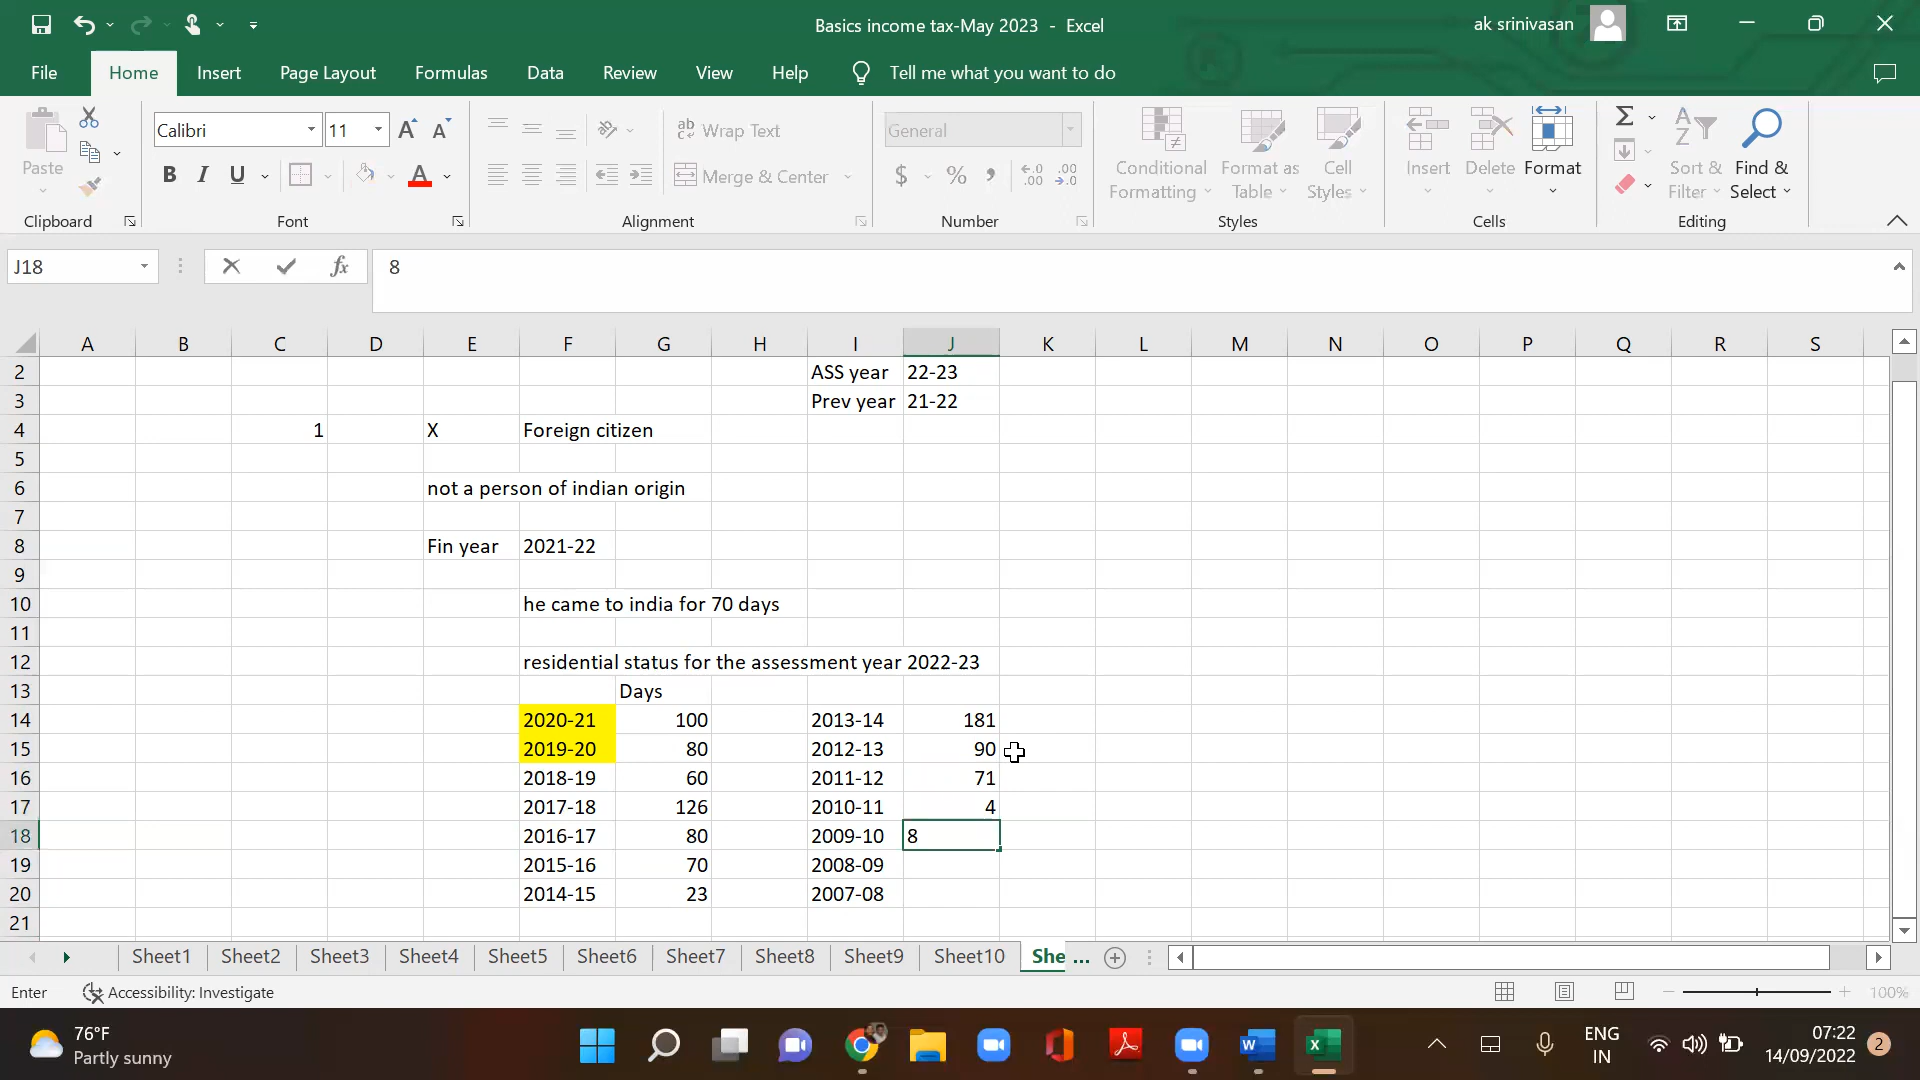 Basics income tax-May 2023 - Excel
ak srinivasan
File Home Insert Page Layout Formulas Data Review View Help Tell me what you want to do
Paste
Clipboard
Calibri 11
B I U A
Font
Wrap Text
Merge & Center
Alignment
General
$ % ,
Number
Conditional Formatting
Format as Table
Cell Styles
Styles
Insert Delete Format
Cells
Sort & Filter
Find & Select
Editing
J18 fx 8
A B C D E F G H I J K L M N O P Q R S
2 ASS year 22-23
3 Prev year 21-22
4 1 X Foreign citizen
5
6 not a person of indian origin
7
8 Fin year 2021-22
9
10 he came to india for 70 days
11
12 residential status for the assessment year 2022-23
13 Days
14 2020-21 100 2013-14 181
15 2019-20 80 2012-13 90
16 2018-19 60 2011-12 71
17 2017-18 126 2010-11 4
18 2016-17 80 2009-10 8
19 2015-16 70 2008-09
20 2014-15 23 2007-08
21
Sheet1 Sheet2 Sheet3 Sheet4 Sheet5 Sheet6 Sheet7 Sheet8 Sheet9 Sheet10 She ...
Enter Accessibility: Investigate 100%
76°F
Partly sunny
ENG
IN
07:22
14/09/2022
2